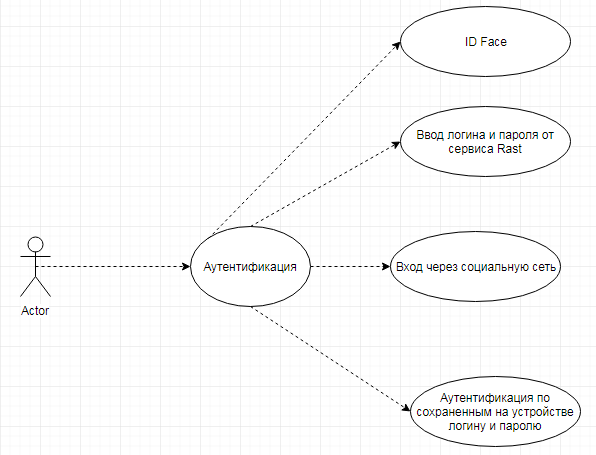 ID Face
Ввод логина и пароля от
сервиса Rast
Аутентификация
Вход через социальную сеть
Actor
Аутентификация по
сохраненным на устройстве
логину и паролю